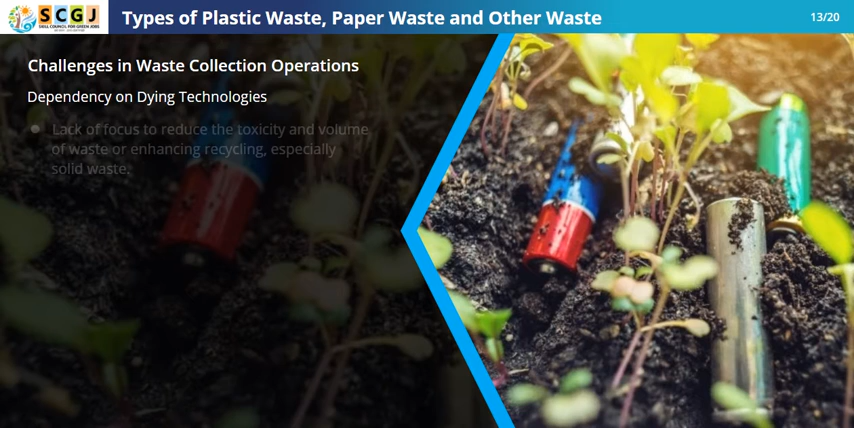 SCGJ
SKILL COUNCIL FOR GREEN JOBS
Types of Plastic Waste, Paper Waste and Other Waste
13/20
Challenges in Waste Collection Operations
Dependency on Dying Technologies
Lack of focus to reduce the toxicity and volume
of waste or enhancing recycling, especially
solid waste.